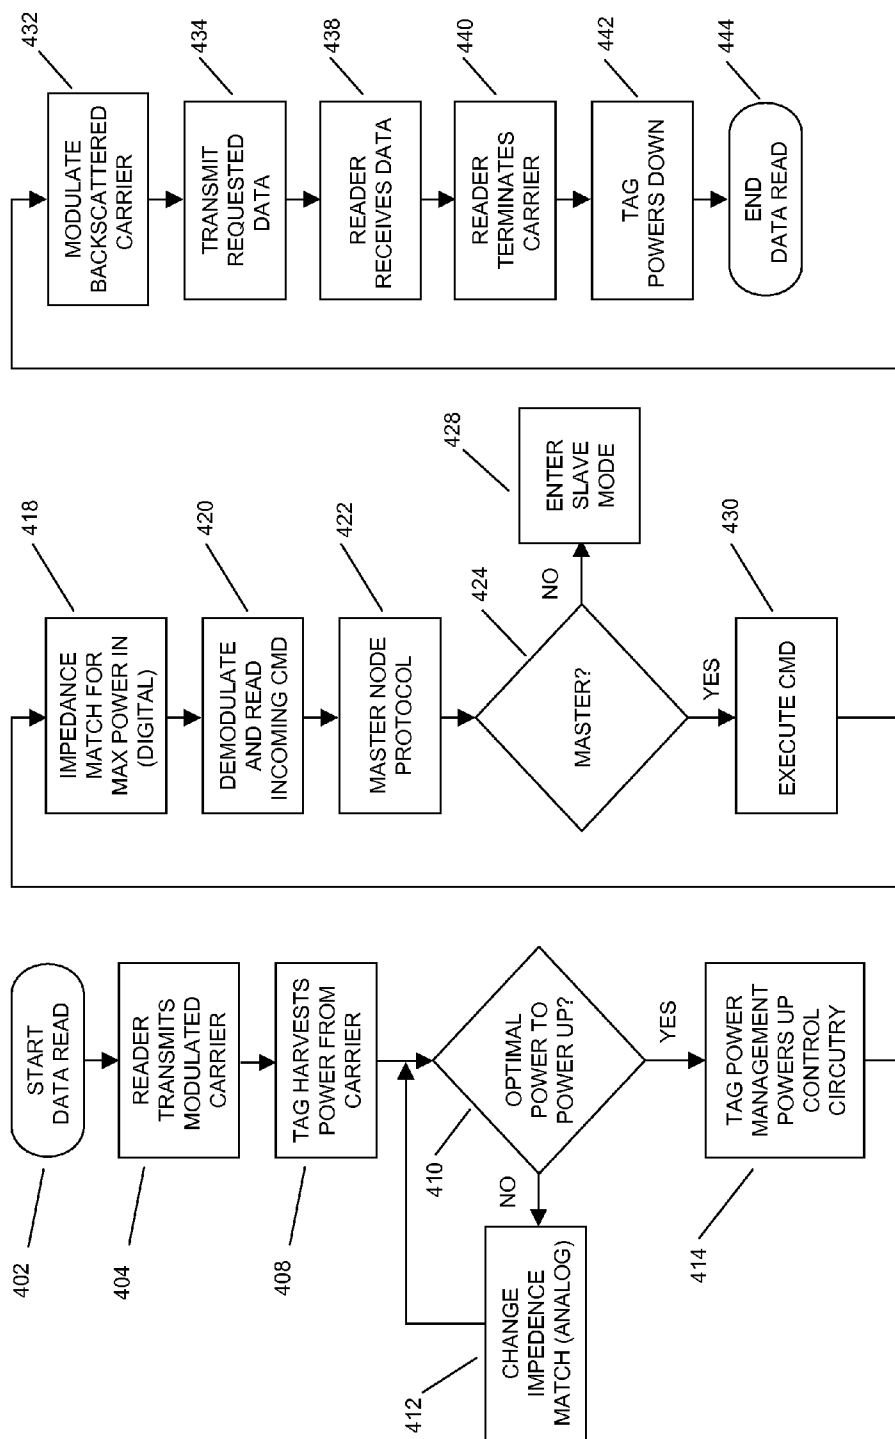 402
START
DATA READ
404
READER
TRANSMITS
MODULATED
CARRIER
408
TAG HARVESTS
POWER FROM
CARRIER
410
OPTIMAL
POWER TO
POWER UP?
NO
YES
412
CHANGE
IMPEDENCE
MATCH (ANALOG)
414
TAG POWER
MANAGEMENT
POWERS UP
CONTROL
CIRCUTRY
418
IMPEDANCE
MATCH FOR
MAX POWER IN
(DIGITAL)
420
DEMODULATE
AND READ
INCOMING CMD
422
MASTER NODE
PROTOCOL
424
MASTER?
NO
YES
428
ENTER
SLAVE
MODE
430
EXECUTE CMD
432
MODULATE
BACKSCATTERED
CARRIER
434
TRANSMIT
REQUESTED
DATA
438
READER
RECEIVES DATA
440
READER
TERMINATES
CARRIER
442
TAG
POWERS DOWN
444
END
DATA READ